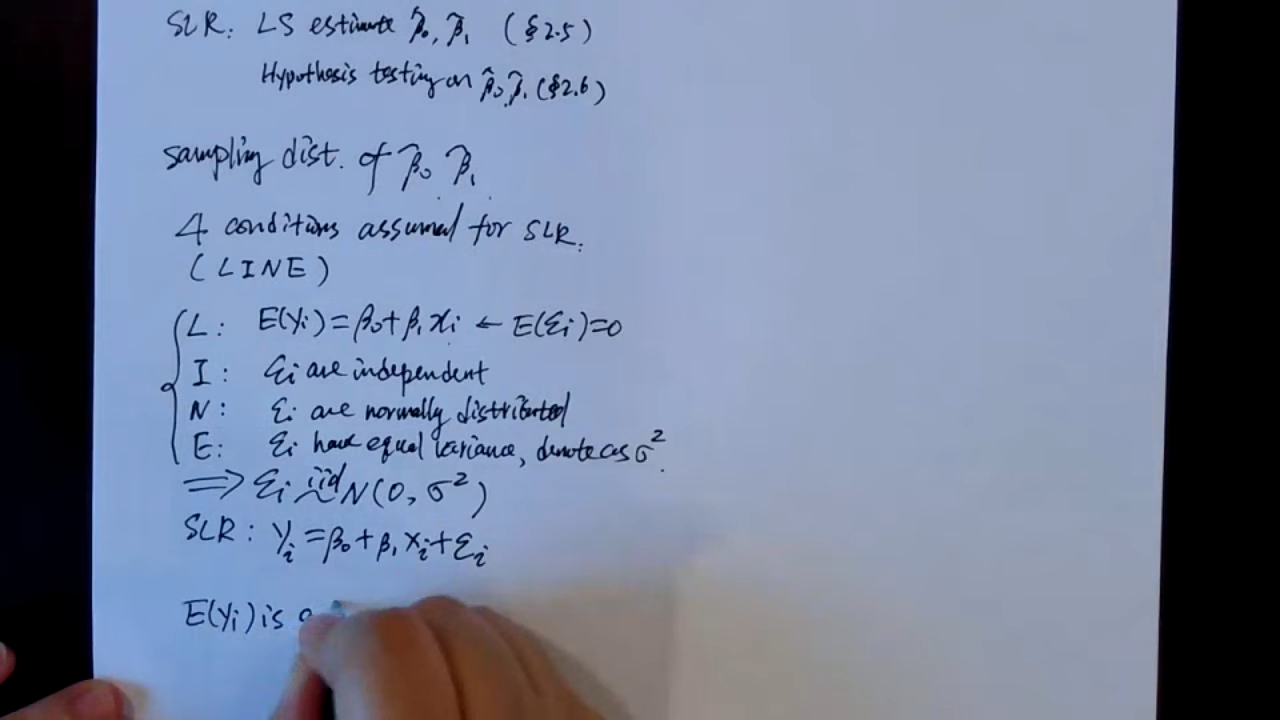 SLR: LS estimate β̂₀, β̂₁ (§2.5)
Hypothesis testing on β̂₀, β̂₁ (§2.6)
sampling dist. of β̂₀ β̂₁
4 conditions assumed for SLR.
(LINE)
L: E(Yi)=β₀+β₁xi ← E(εi)=0
I: εi are independent
N: εi are normally distributed
E: εi have equal variance, denote as σ².
⇒ εi iid~ N(0, σ²)
SLR: Yi=β₀+β₁xi+εi
E(Yi) is